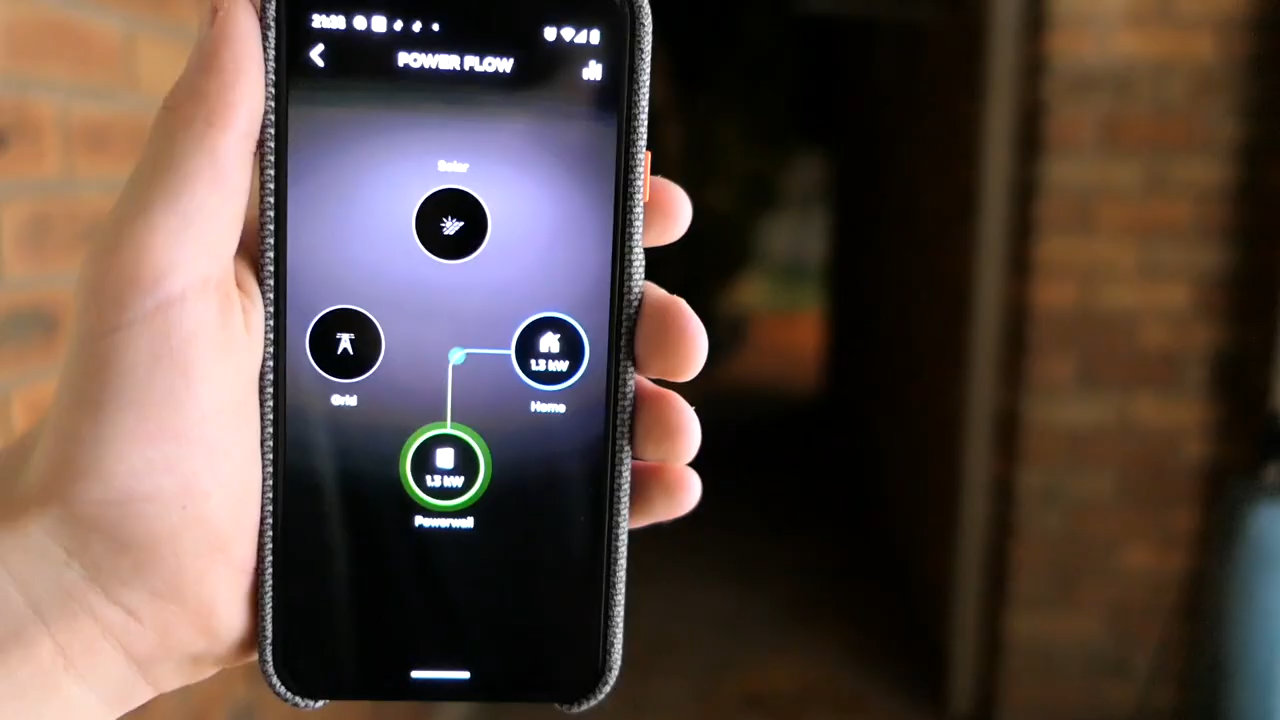 POWER FLOW
Solar
1.3 kW
Grid
Home
1.3 kW
Powerwall